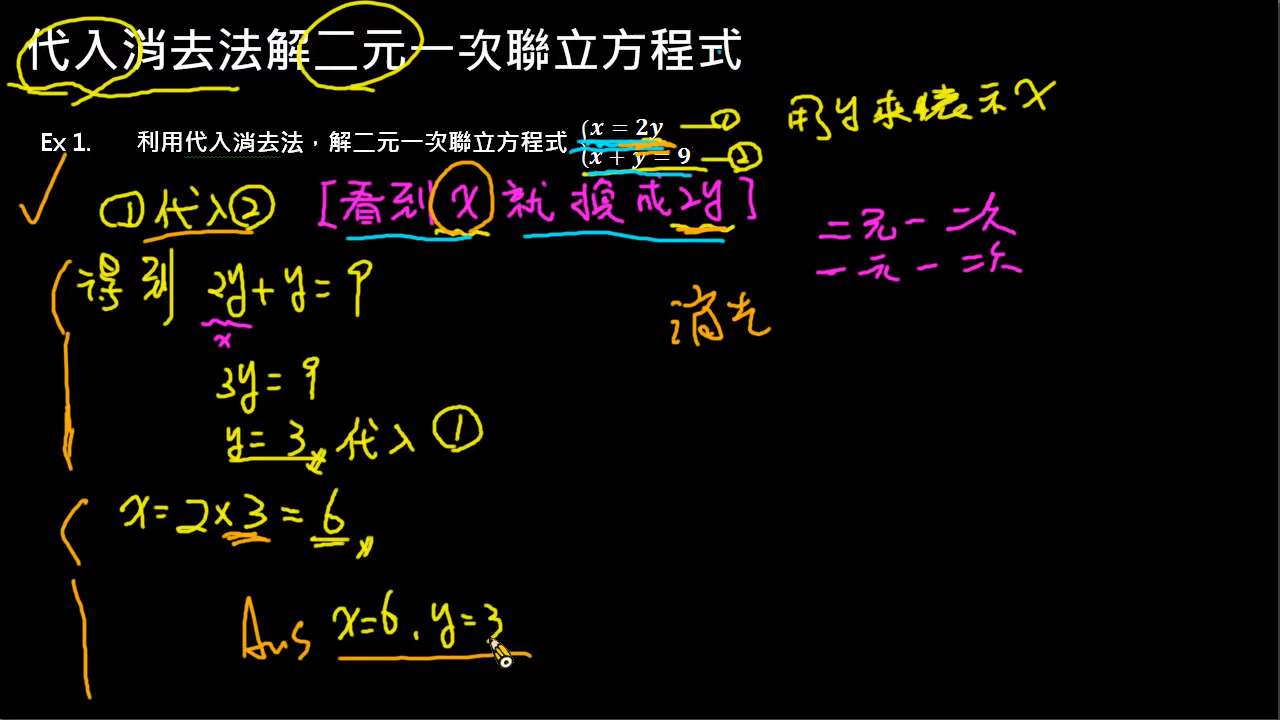 代入消去法解二元一次聯立方程式
用y來表示x
Ex 1. 利用代入消去法，解二元一次聯立方程式 {x = 2y ①
{x + y = 9 ②
①代入② [看到x就換成2y]
二元一次
一元一次
得到 2y+y=9
x
消去
3y=9
y=3 代入①
x=2×3=6
Ans x=6, y=3